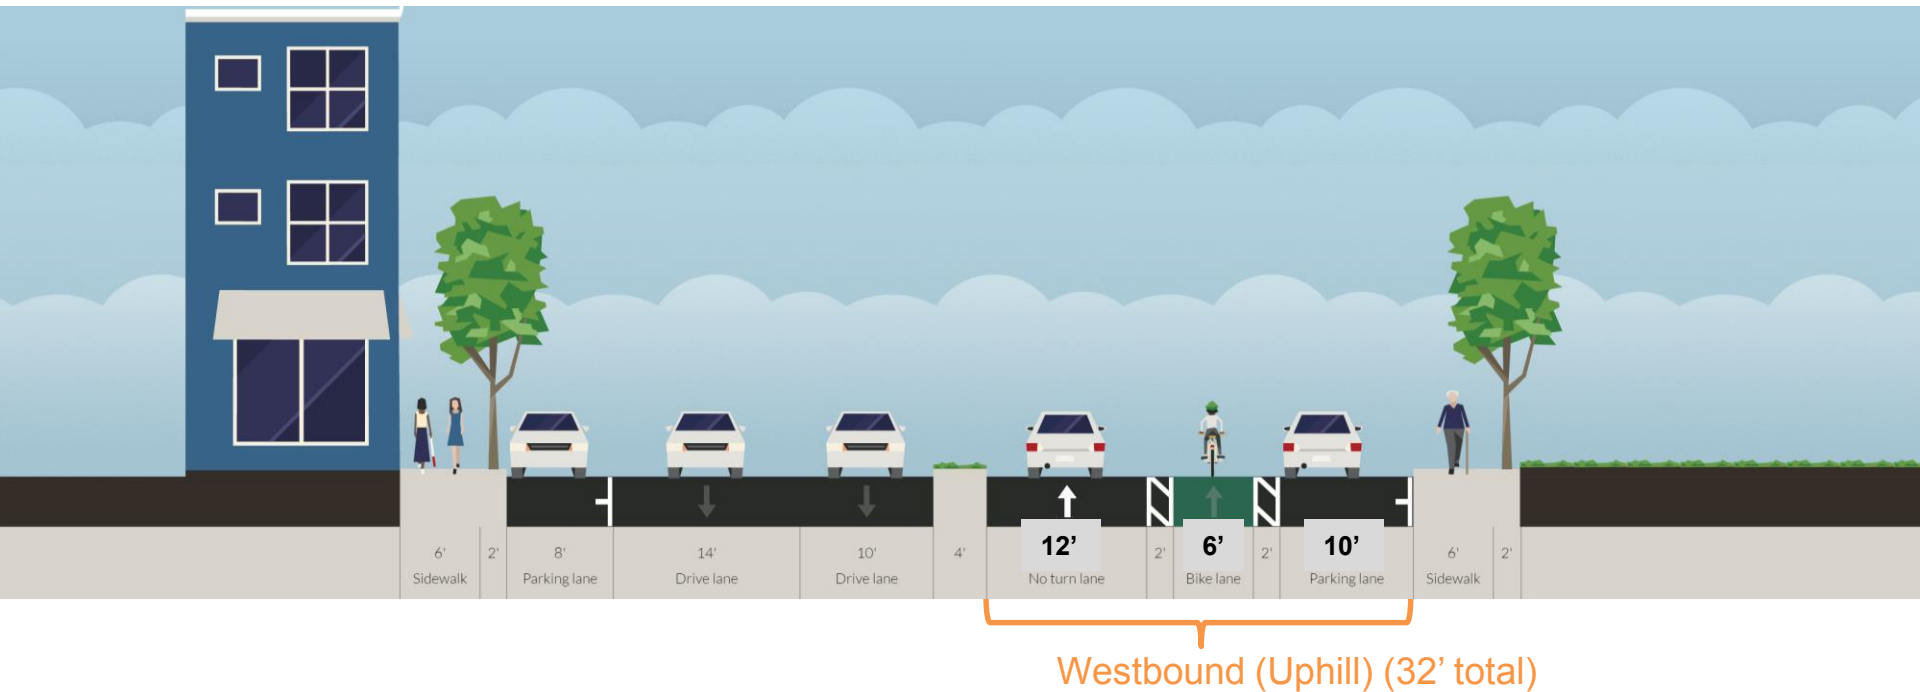 6' 2' 8' 14' 10' 4' 12’ 2' 6’ 2' 10’ 6' 2'
Sidewalk Parking lane Drive lane Drive lane No turn lane Bike lane Parking lane Sidewalk
Westbound (Uphill) (32’ total)